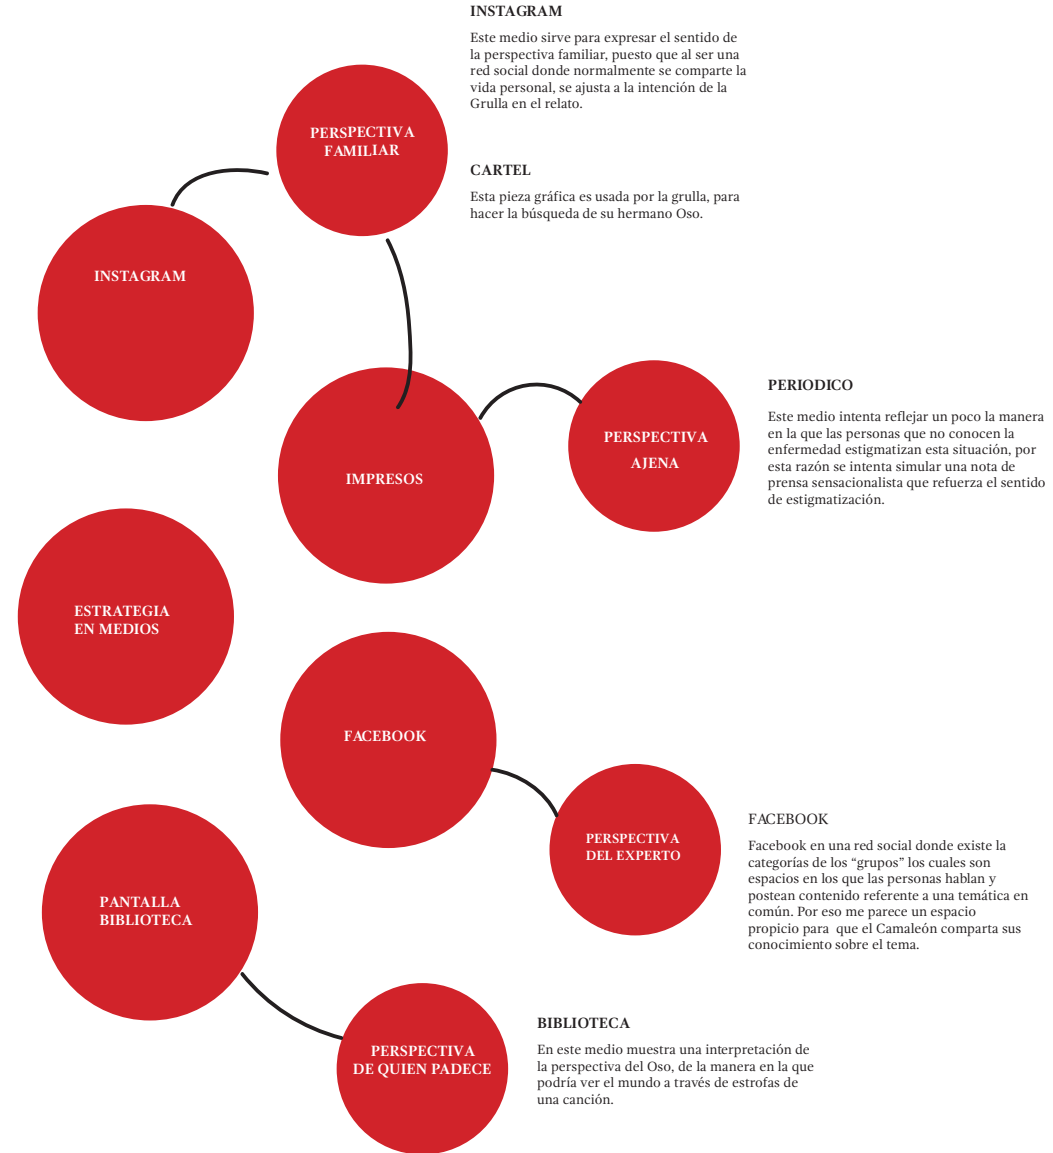 INSTAGRAM
Este medio sirve para expresar el sentido de
la perspectiva familiar, puesto que al ser una
red social donde normalmente se comparte la
vida personal, se ajusta a la intención de la
Grulla en el relato.
PERSPECTIVA
FAMILIAR
CARTEL
Esta pieza gráfica es usada por la grulla, para
hacer la búsqueda de su hermano Oso.
INSTAGRAM
PERIODICO
Este medio intenta reflejar un poco la manera
en la que las personas que no conocen la
enfermedad estigmatizan esta situación, por
esta razón se intenta simular una nota de
prensa sensacionalista que refuerza el sentido
de estigmatización.
PERSPECTIVA
AJENA
IMPRESOS
ESTRATEGIA
EN MEDIOS
FACEBOOK
PERSPECTIVA
DEL EXPERTO
FACEBOOK
Facebook en una red social donde existe la
categorías de los “grupos” los cuales son
espacios en los que las personas hablan y
postean contenido referente a una temática en
común. Por eso me parece un espacio
propicio para  que el Camaleón comparta sus
conocimiento sobre el tema.
PANTALLA
BIBLIOTECA
PERSPECTIVA
DE QUIEN PADECE
BIBLIOTECA
En este medio muestra una interpretación de
la perspectiva del Oso, de la manera en la que
podría ver el mundo a través de estrofas de
una canción.